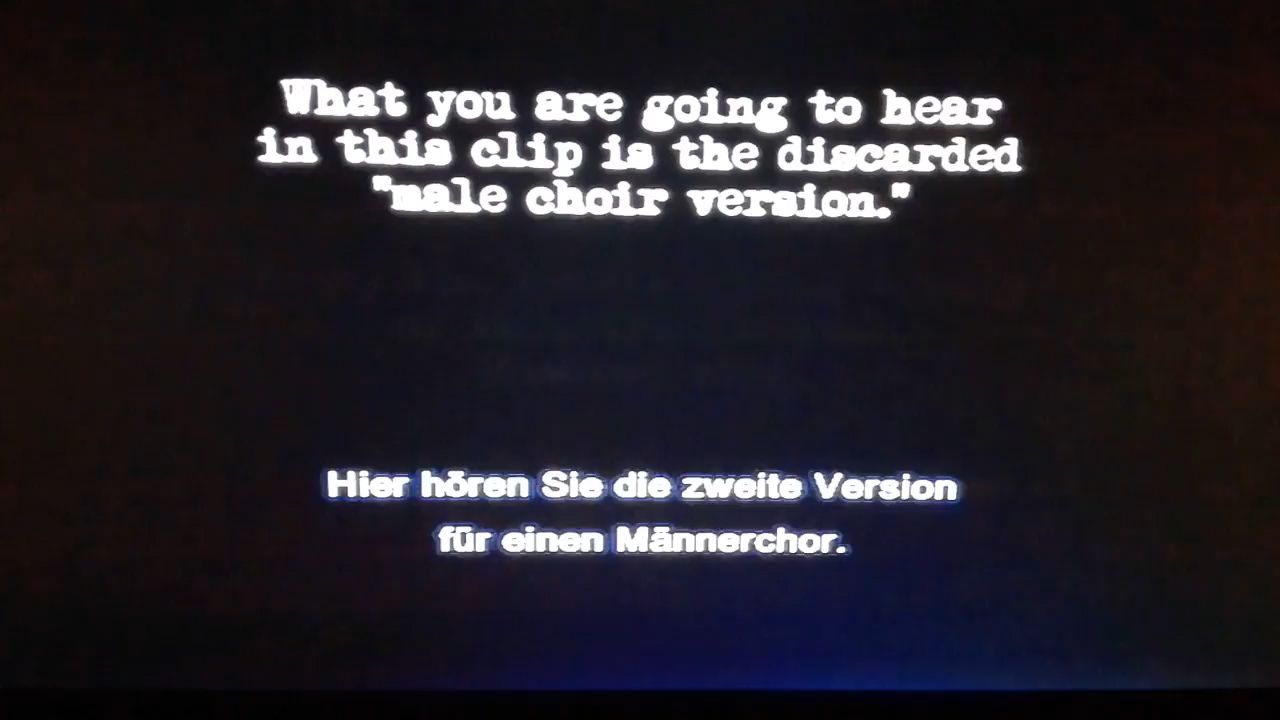 What you are going to hear
in this clip is the discarded
"male choir version."
Hier hören Sie die zweite Version
für einen Männerchor.